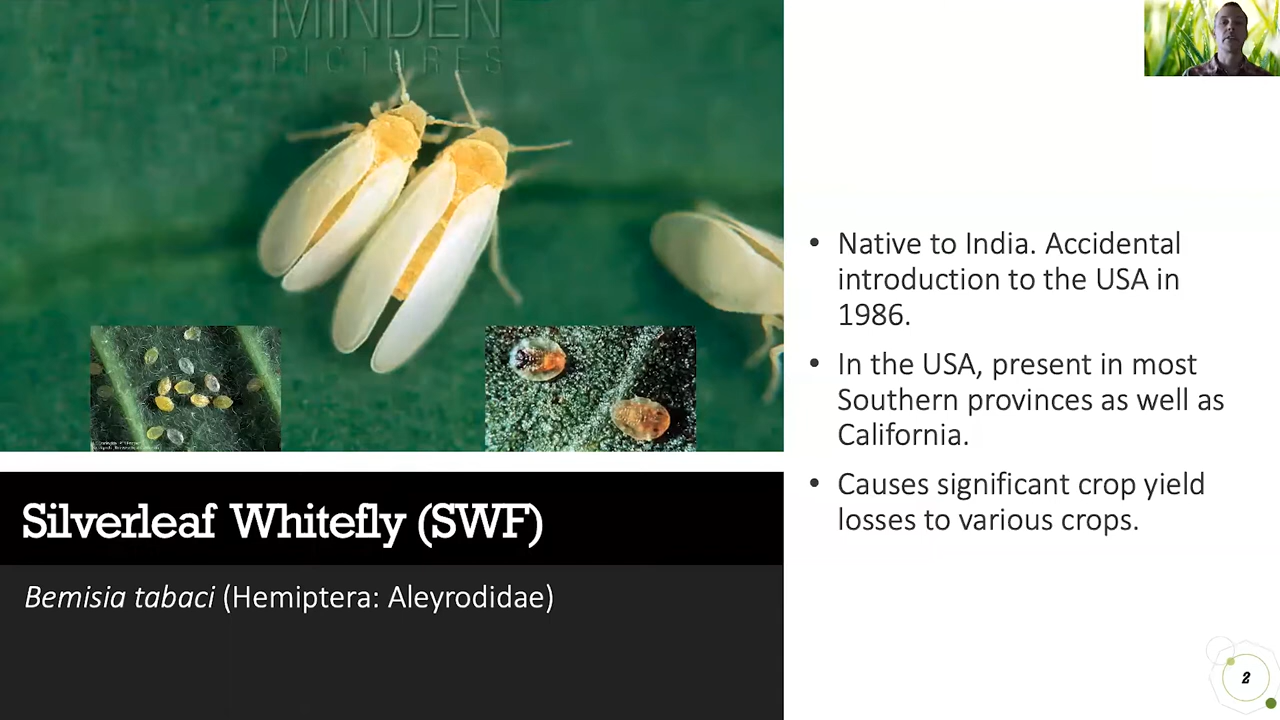 MINDEN
PICTURES
Silverleaf Whitefly (SWF)
Bemisia tabaci (Hemiptera: Aleyrodidae)
• Native to India. Accidental
introduction to the USA in
1986.
• In the USA, present in most
Southern provinces as well as
California.
• Causes significant crop yield
losses to various crops.
2